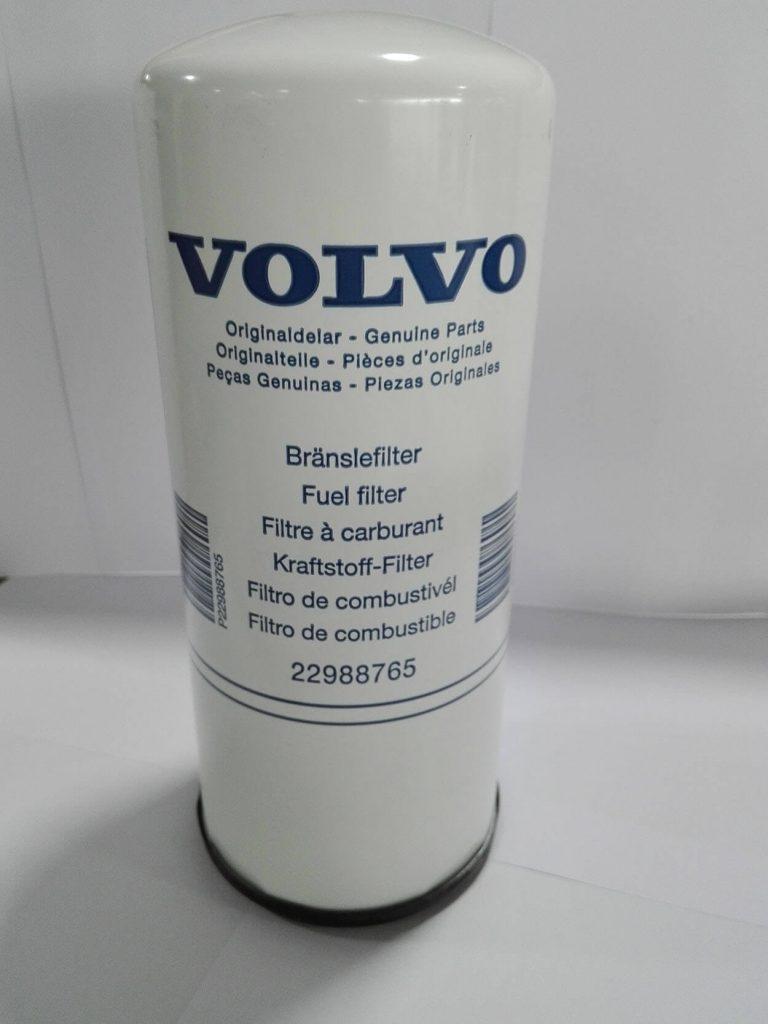 VOLVO
Originaldelar - Genuine Parts
Originalteile - Pièces d'originale
Peças Genuinas - Piezas Originales
Bränslefilter
Fuel filter
Filtre à carburant
Kraftstoff-Filter
Filtro de combustivél
Filtro de combustible
P22988765
22988765